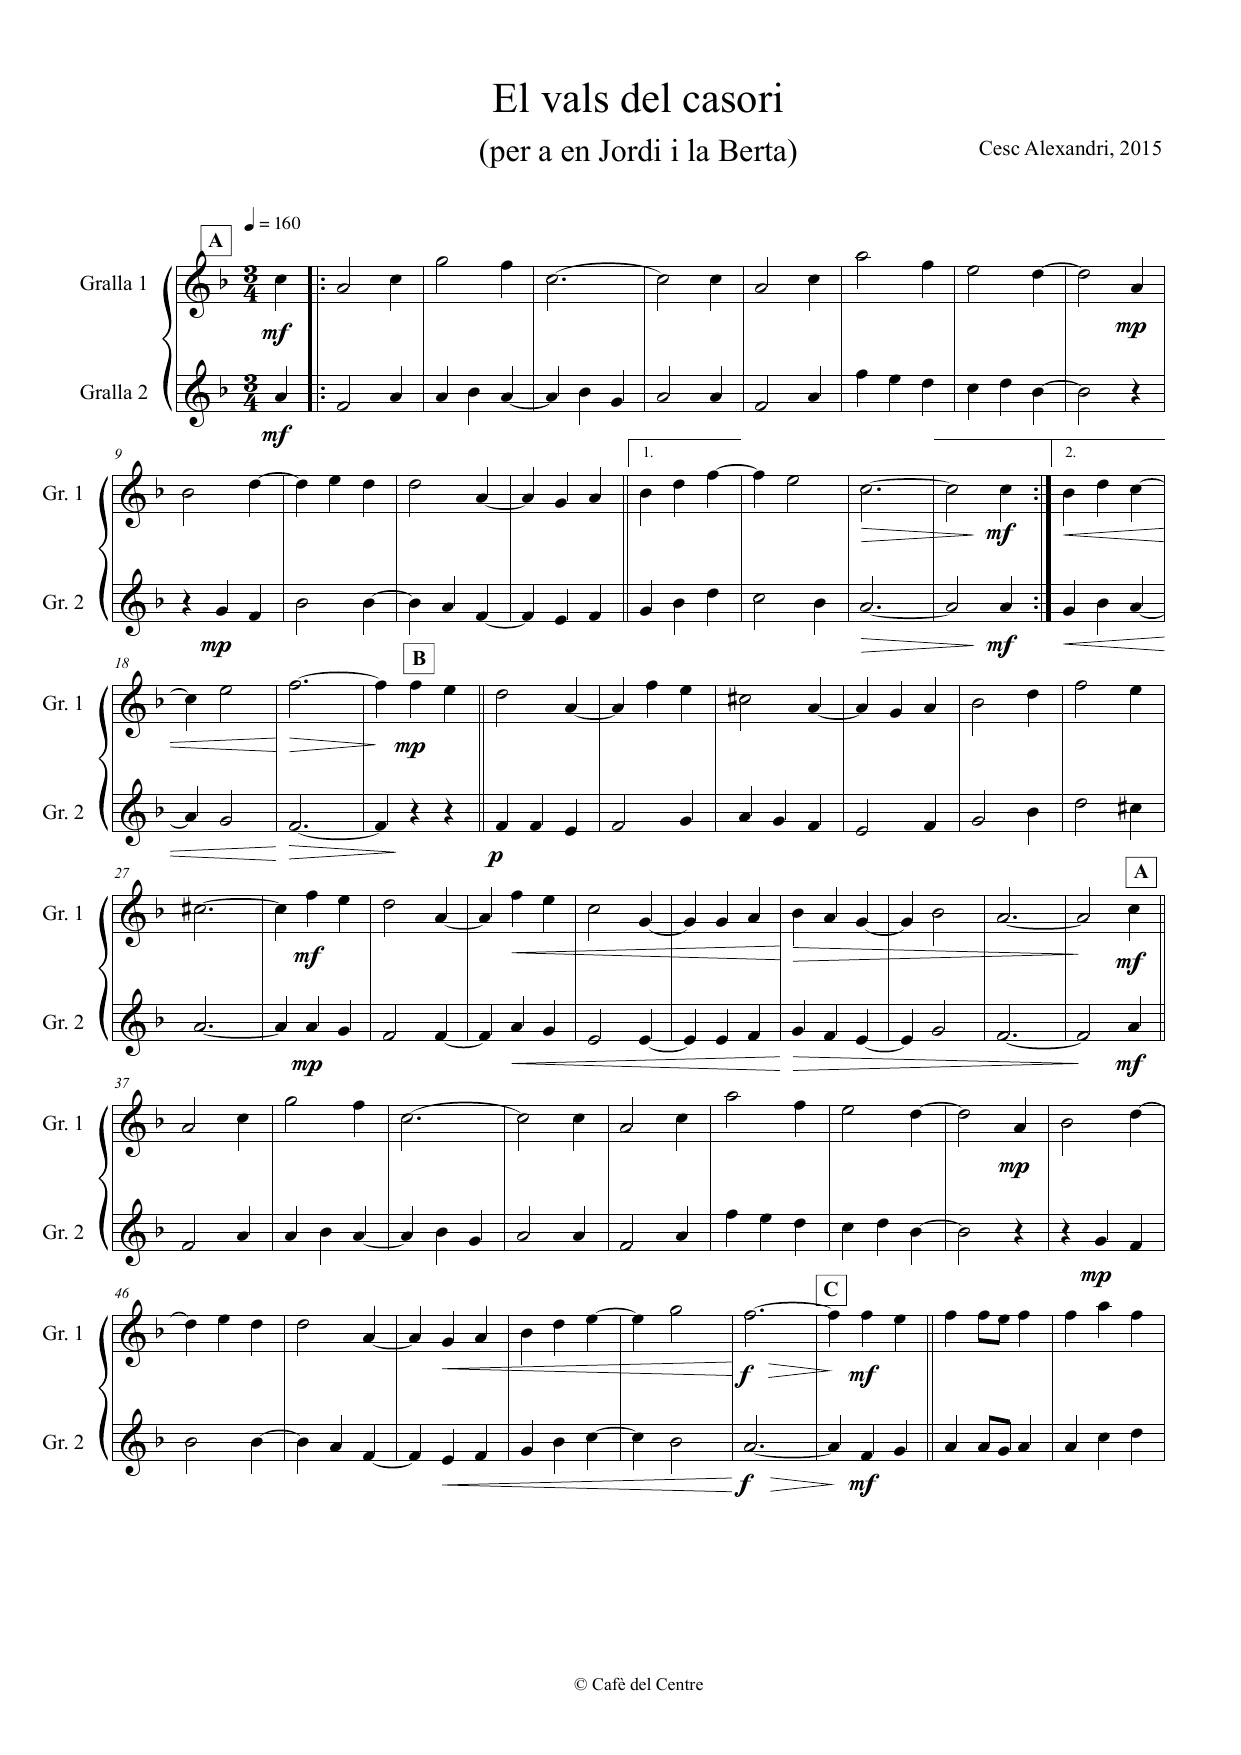 El vals del casori
(per a en Jordi i la Berta)
Cesc Alexandri, 2015
A
= 160
Gralla 1
3
4
mf
mp
Gralla 2
3
4
mf
9
1.
2.
Gr. 1
mf
Gr. 2
mp
mf
18
B
Gr. 1
mp
Gr. 2
p
27
A
Gr. 1
mf
mf
Gr. 2
mp
mf
37
Gr. 1
mp
Gr. 2
mp
46
C
Gr. 1
f
mf
Gr. 2
f
mf
© Cafè del Centre